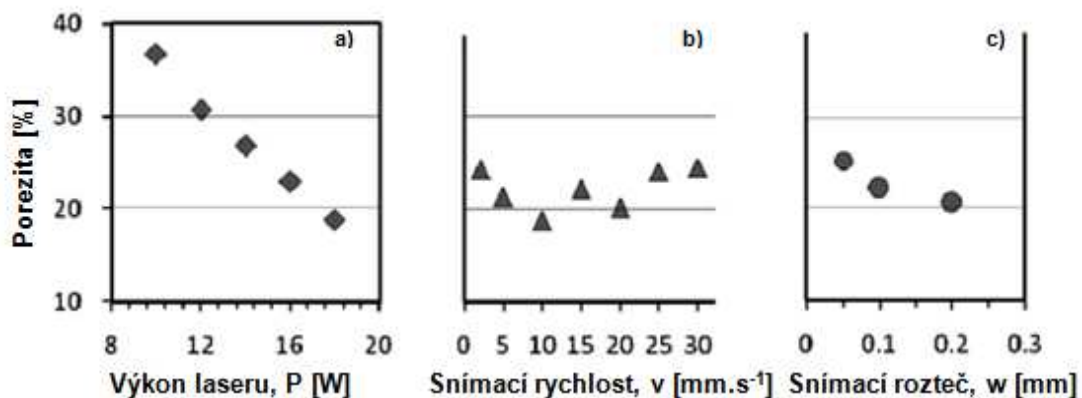 40
30
20
10
Porezita [%]
a)
8 12 16 20
Výkon laseru, P [W]
b)
0 5 10 15 20 25 30
Snímací rychlost, v [mm.s⁻¹]
c)
0 0.1 0.2 0.3
Snímací rozteč, w [mm]